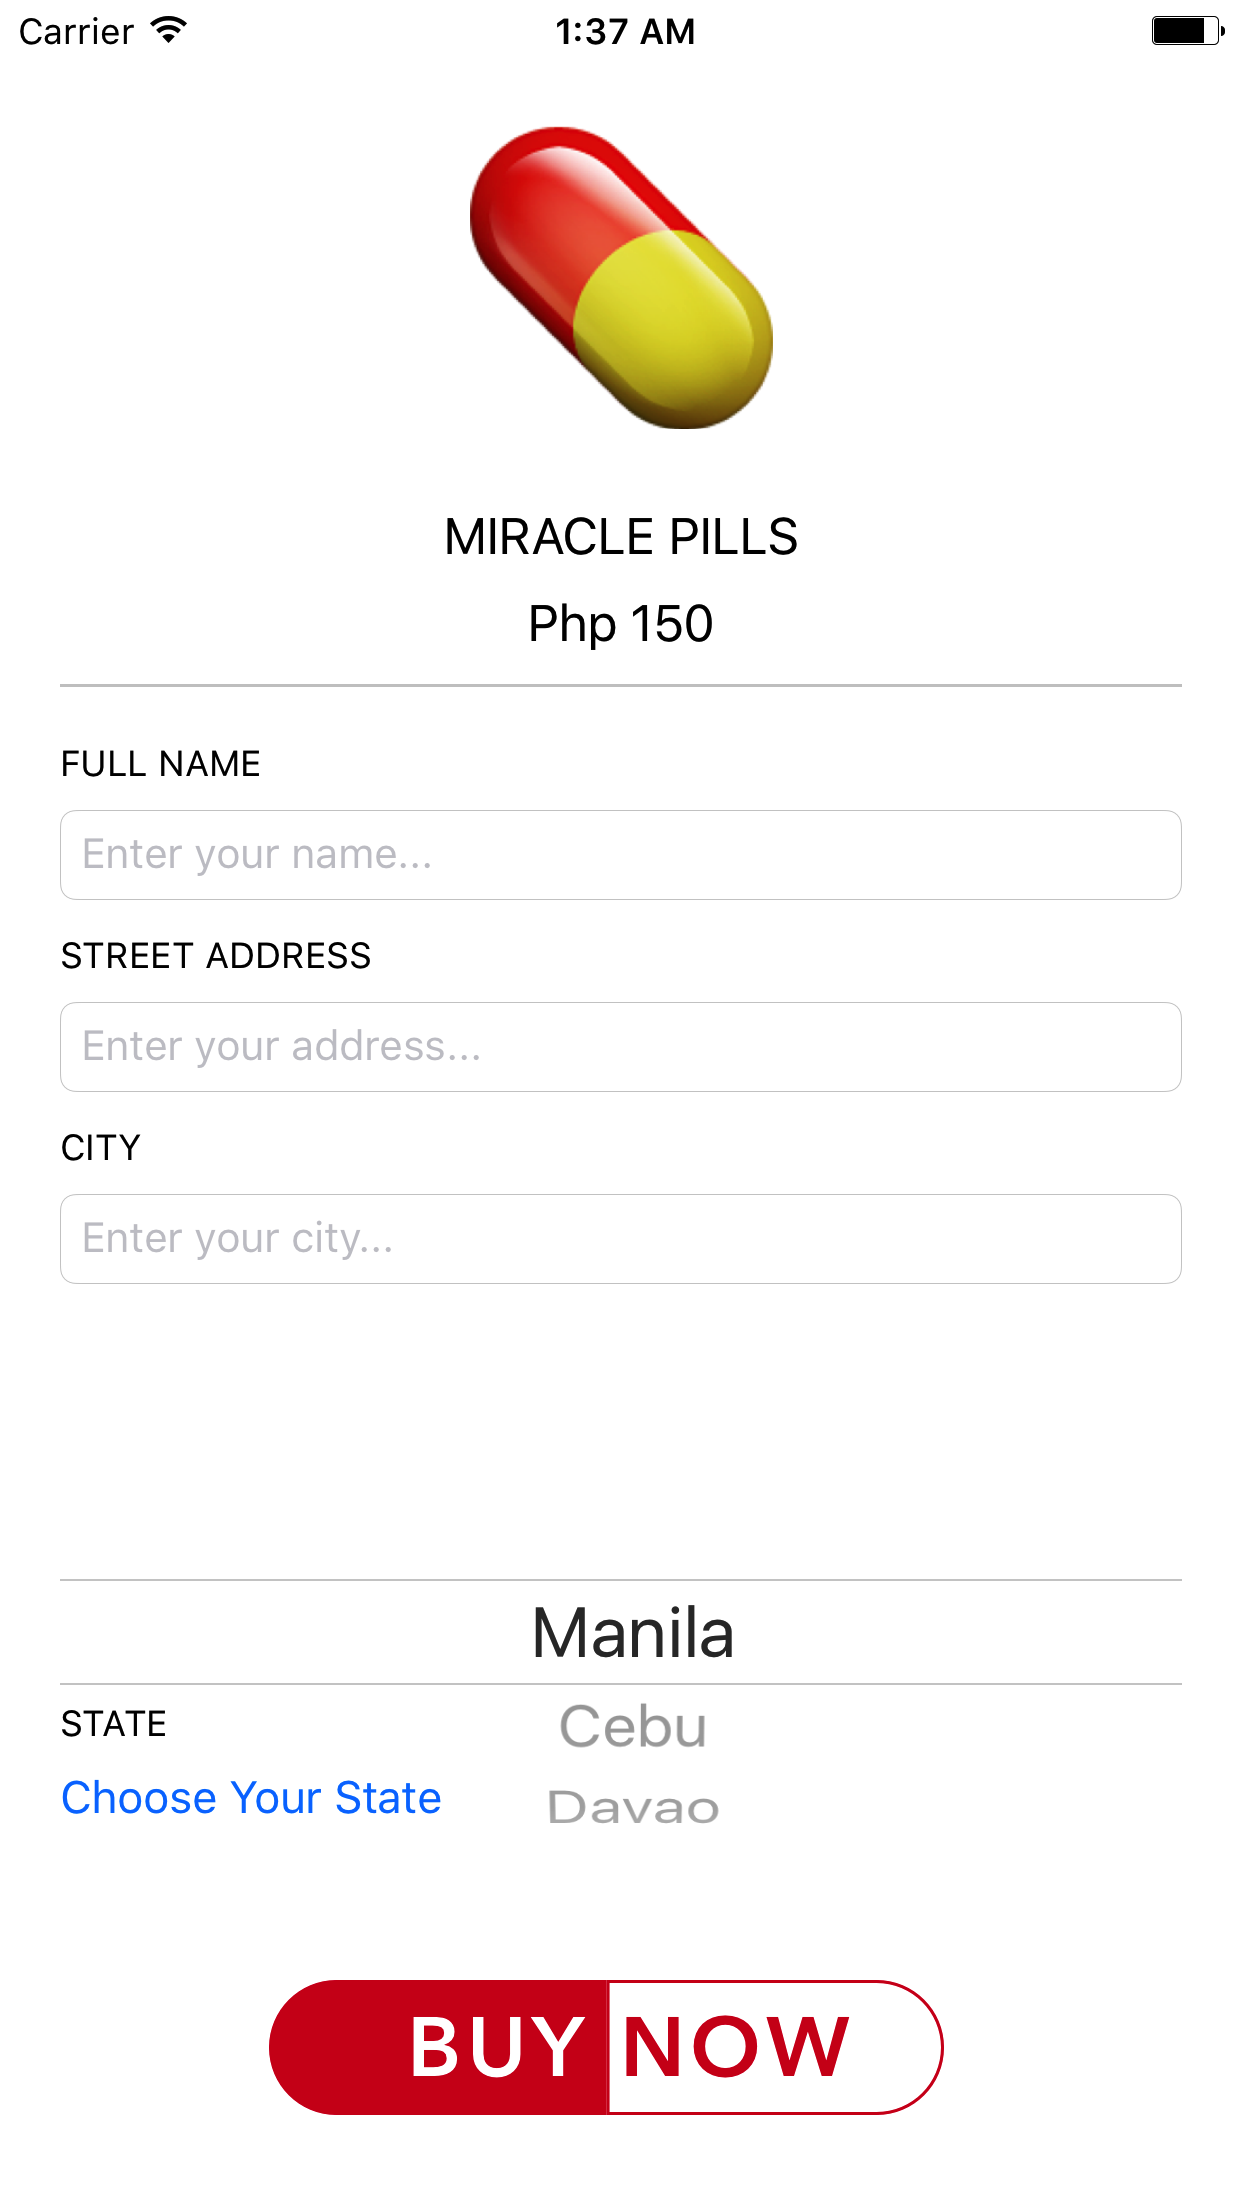 Carrier 1:37 AM
MIRACLE PILLS
Php 150
FULL NAME
Enter your name...
STREET ADDRESS
Enter your address...
CITY
Enter your city...
Manila
STATE
Cebu
Choose Your State
Davao
BUY NOW